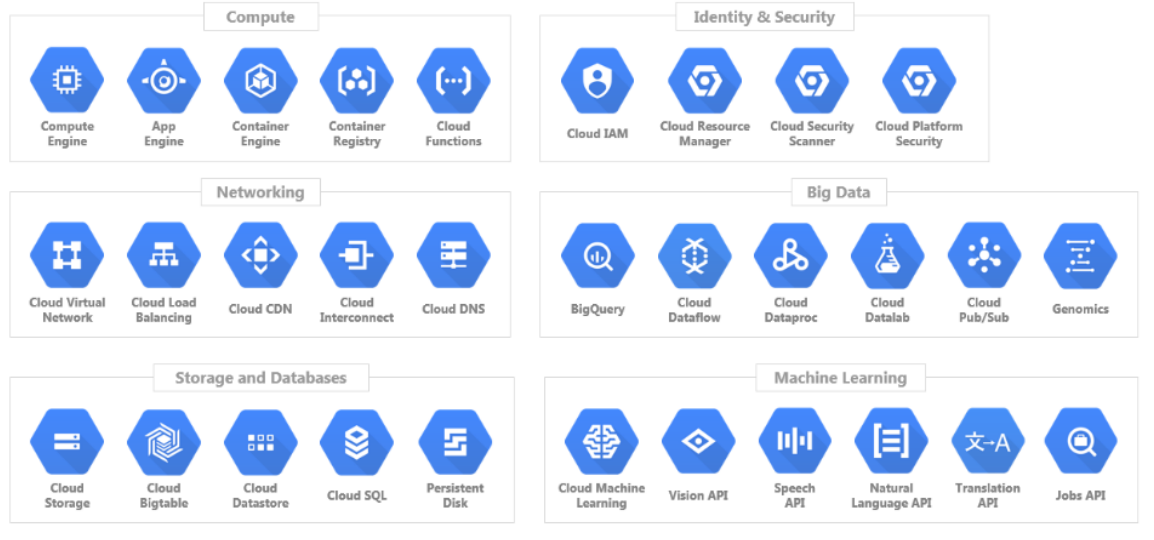 Compute
Compute
Engine
App
Engine
Container
Engine
Container
Registry
Cloud
Functions
Identity & Security
Cloud IAM
Cloud Resource
Manager
Cloud Security
Scanner
Cloud Platform
Security
Networking
Cloud Virtual
Network
Cloud Load
Balancing
Cloud CDN
Cloud
Interconnect
Cloud DNS
Big Data
BigQuery
Cloud
Dataflow
Cloud
Dataproc
Cloud
Datalab
Cloud
Pub/Sub
Genomics
Storage and Databases
Cloud
Storage
Cloud
Bigtable
Cloud
Datastore
Cloud SQL
Persistent
Disk
Machine Learning
Cloud Machine
Learning
Vision API
Speech
API
Natural
Language API
文→A
Translation
API
Jobs API